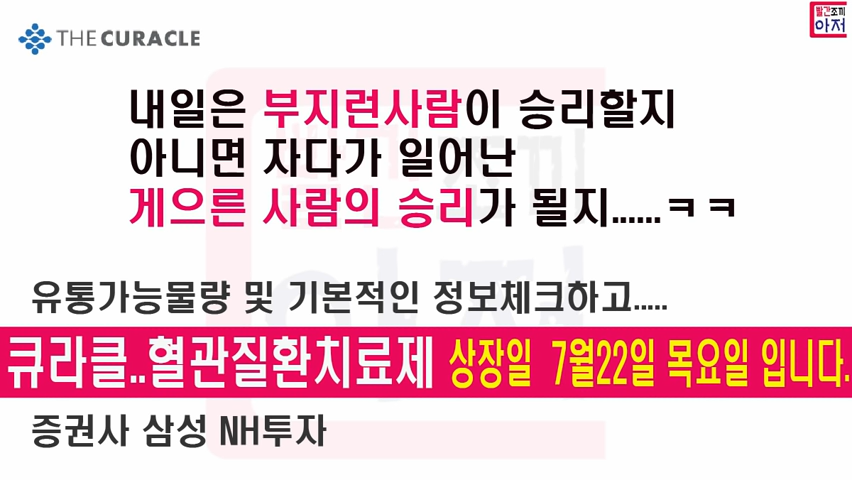 THE CURACLE
빨간조끼
아저
내일은 부지런사람이 승리할지
아니면 자다가 일어난
게으른 사람의 승리가 될지......ㅋㅋ
유통가능물량 및 기본적인 정보체크하고.....
큐라클..혈관질환치료제 상장일 7월22일 목요일 입니다.
증권사 삼성 NH투자